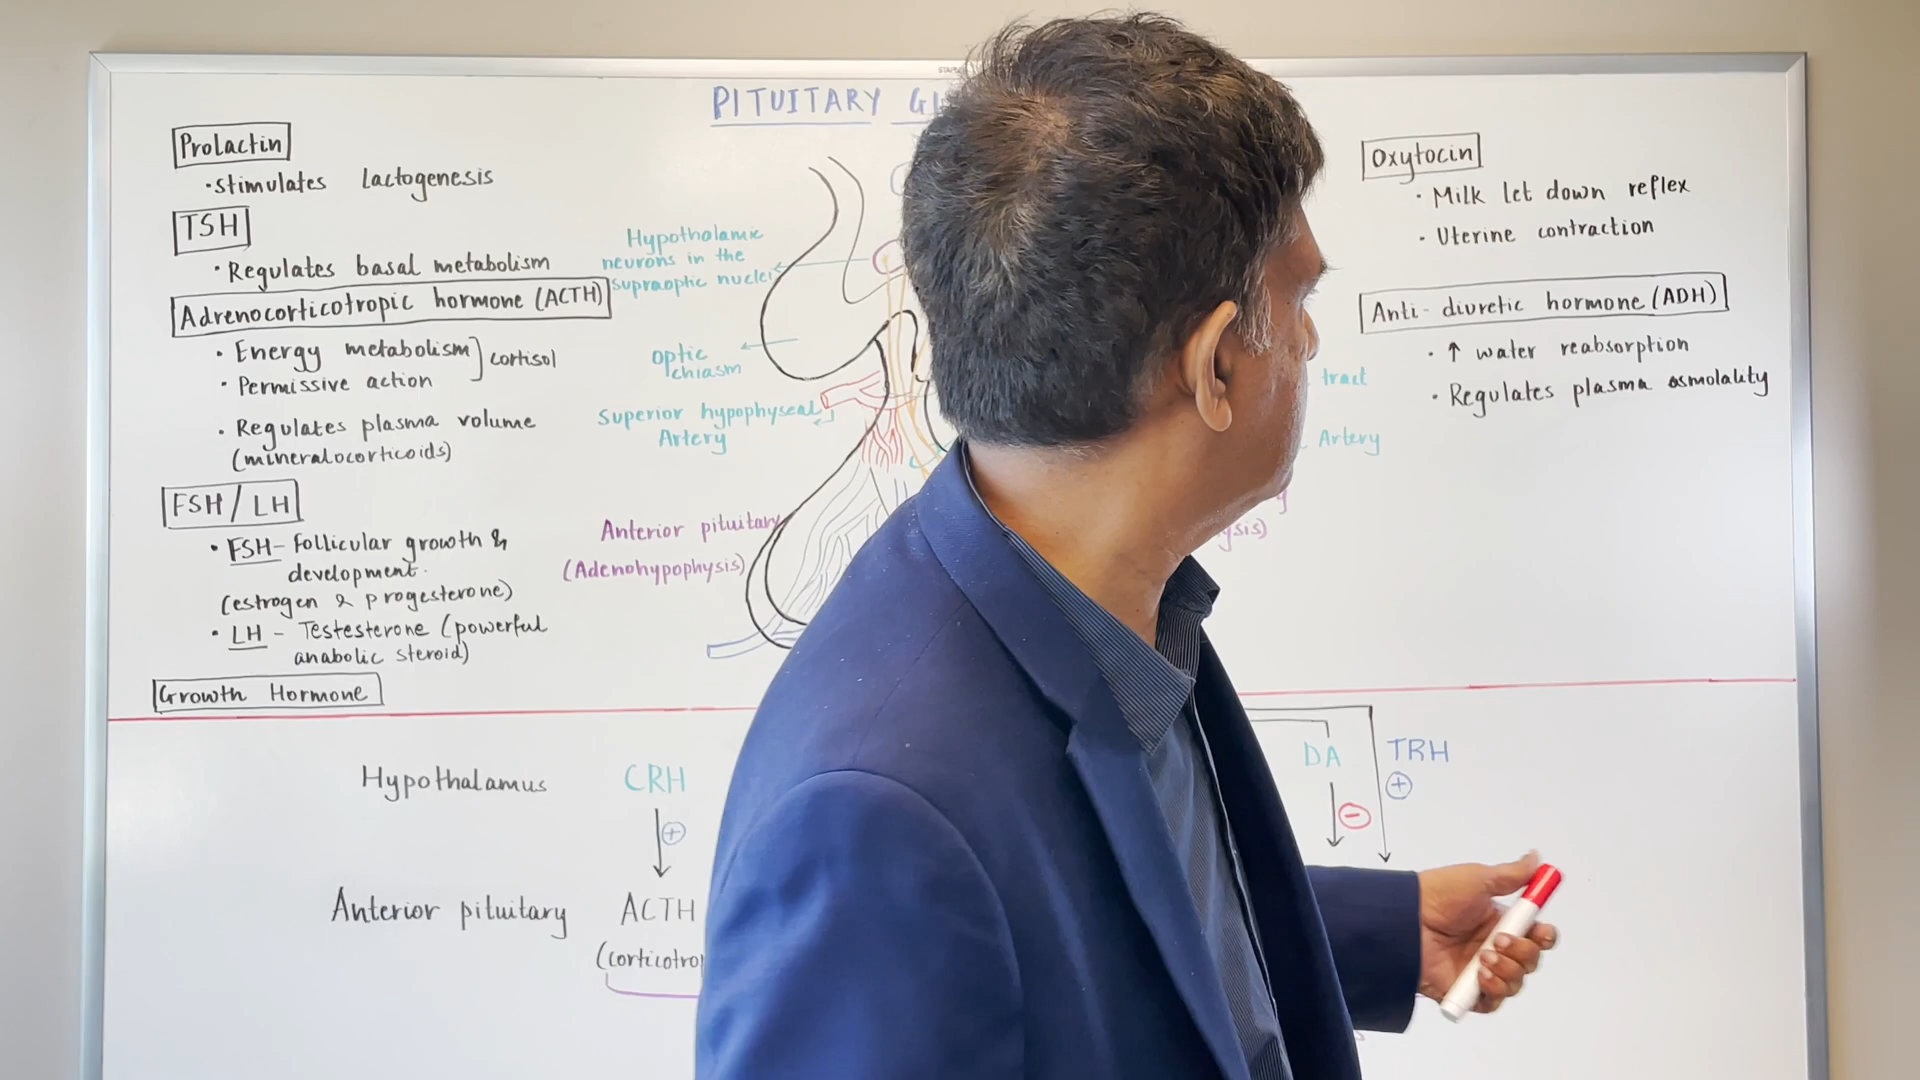 PITUITARY
Prolactin
• stimulates lactogenesis
TSH
• Regulates basal metabolism
Adrenocorticotropic hormone (ACTH)
• Energy metabolism ] cortisol
• Permissive action
• Regulates plasma volume
(mineralocorticoids)
FSH / LH
• FSH - follicular growth &
development.
(estrogen & progesterone)
• LH - Testesterone (powerful
anabolic steroid)
Growth Hormone
Hypothalamic
neurons in the
supraoptic nuclei
optic
chiasm
Superior hypophyseal
Artery
Anterior pituitary
(Adenohypophysis)
tract
Artery
Oxytocin
• Milk let down reflex
• Uterine contraction
Anti-diuretic hormone (ADH)
• ↑ water reabsorption
• Regulates plasma osmolality
Hypothalamus CRH DA TRH
+ - +
Anterior pituitary ACTH